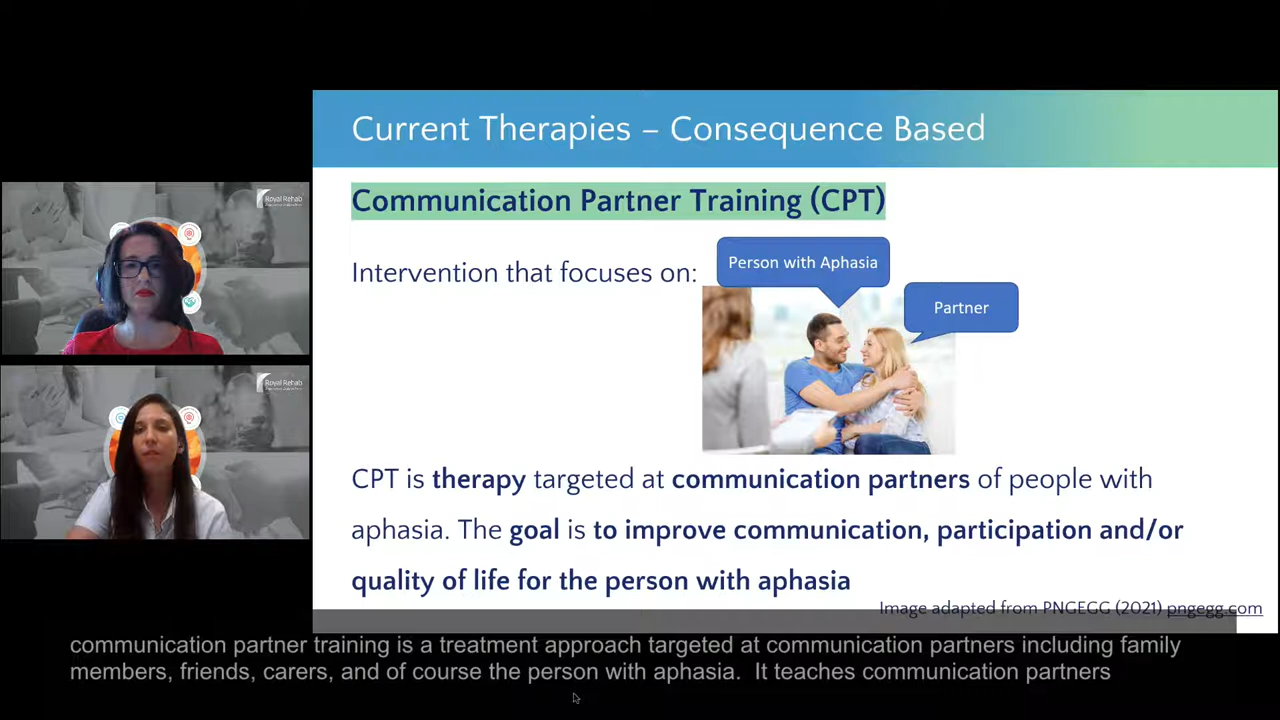 Current Therapies – Consequence Based
Communication Partner Training (CPT)
Intervention that focuses on:
Person with Aphasia
Partner
CPT is therapy targeted at communication partners of people with
aphasia. The goal is to improve communication, participation and/or
quality of life for the person with aphasia
Image adapted from PNGEGG (2021) pngegg.com
Royal Rehab
Royal Rehab
communication partner training is a treatment approach targeted at communication partners including family
members, friends, carers, and of course the person with aphasia. It teaches communication partners